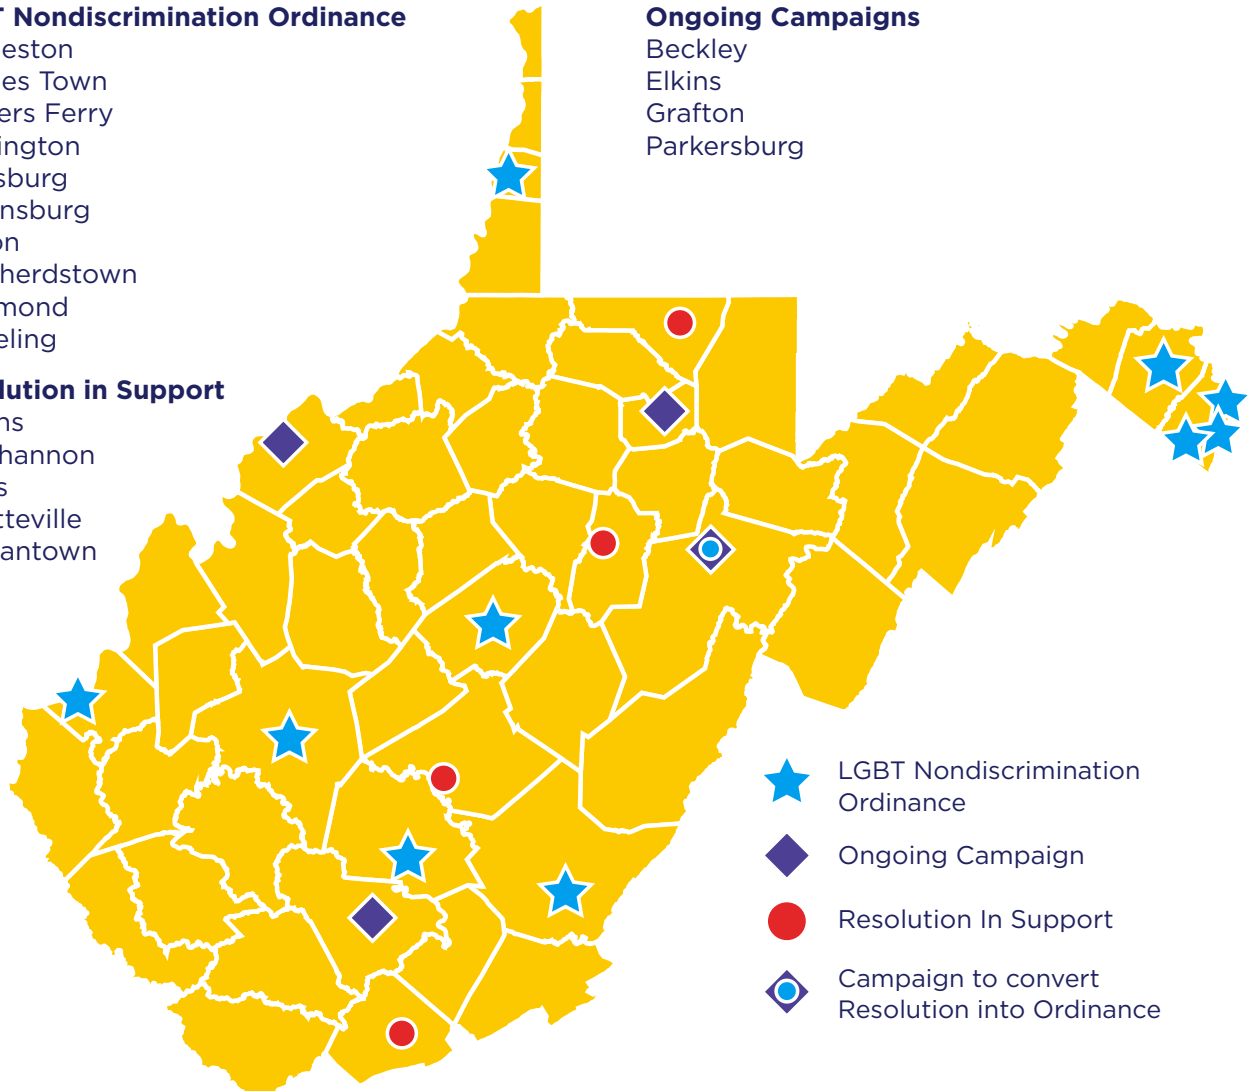 T Nondiscrimination Ordinance
eston
es Town
ers Ferry
ington
sburg
nsburg
on
herdstown
mond
eling
lution in Support
ns
hannon
s
tteville
antown
Ongoing Campaigns
Beckley
Elkins
Grafton
Parkersburg
LGBT Nondiscrimination
Ordinance
Ongoing Campaign
Resolution In Support
Campaign to convert
Resolution into Ordinance